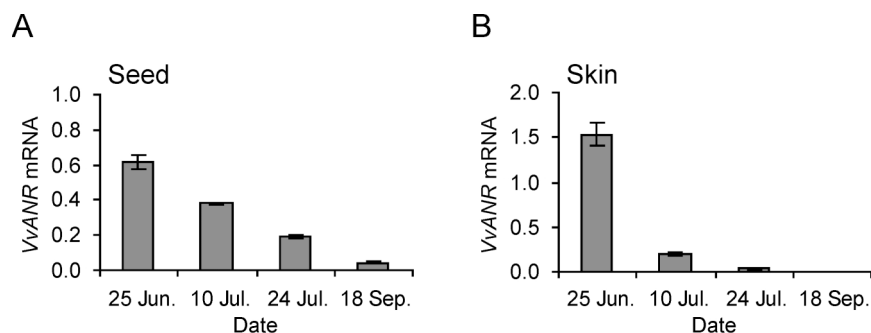 A
Seed
VvANR mRNA
1.0
0.8
0.6
0.4
0.2
0.0
25 Jun. 10 Jul. 24 Jul. 18 Sep.
Date
B
Skin
VvANR mRNA
2.0
1.5
1.0
0.5
0.0
25 Jun. 10 Jul. 24 Jul. 18 Sep.
Date